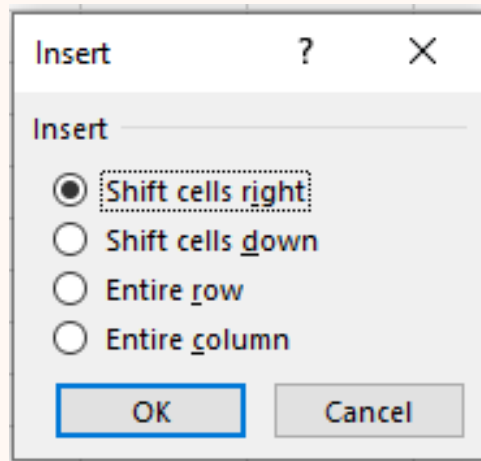 Insert ?
Insert
Shift cells right
Shift cells down
Entire row
Entire column
OK Cancel